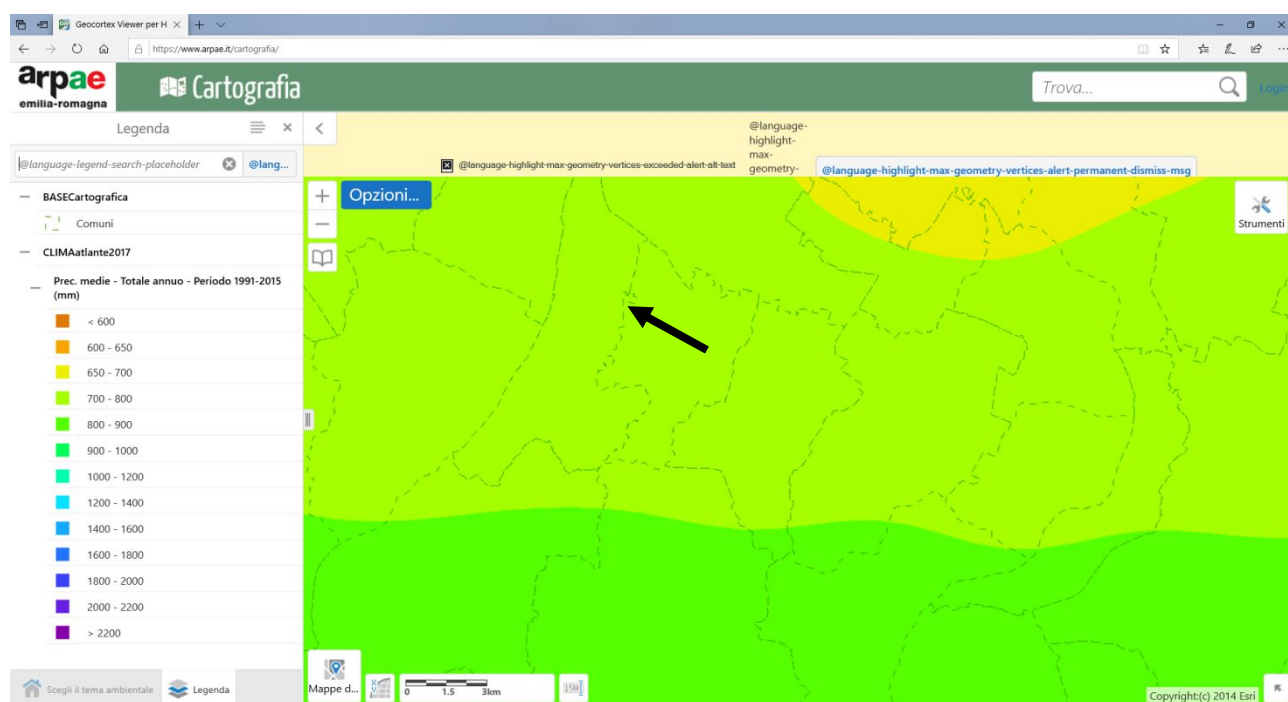 Geocortex Viewer per H
https://www.arpae.it/cartografia/
arpae
emilia-romagna
Cartografia
Trova...
Login
Legenda
@language-legend-search-placeholder
@lang...
BASECartografica
Comuni
CLIMAatlante2017
Prec. medie - Totale annuo - Periodo 1991-2015
(mm)
< 600
600 - 650
650 - 700
700 - 800
800 - 900
900 - 1000
1000 - 1200
1200 - 1400
1400 - 1600
1600 - 1800
1800 - 2000
2000 - 2200
> 2200
Scegli il tema ambientale
Legenda
@language-highlight-max-geometry-vertices-exceeded-alert-alt-text
@language-
highlight-
max-
geometry-
@language-highlight-max-geometry-vertices-alert-permanent-dismiss-msg
Opzioni...
Strumenti
Mappe d...
0 1.5 3km
Copyright:(c) 2014 Esri